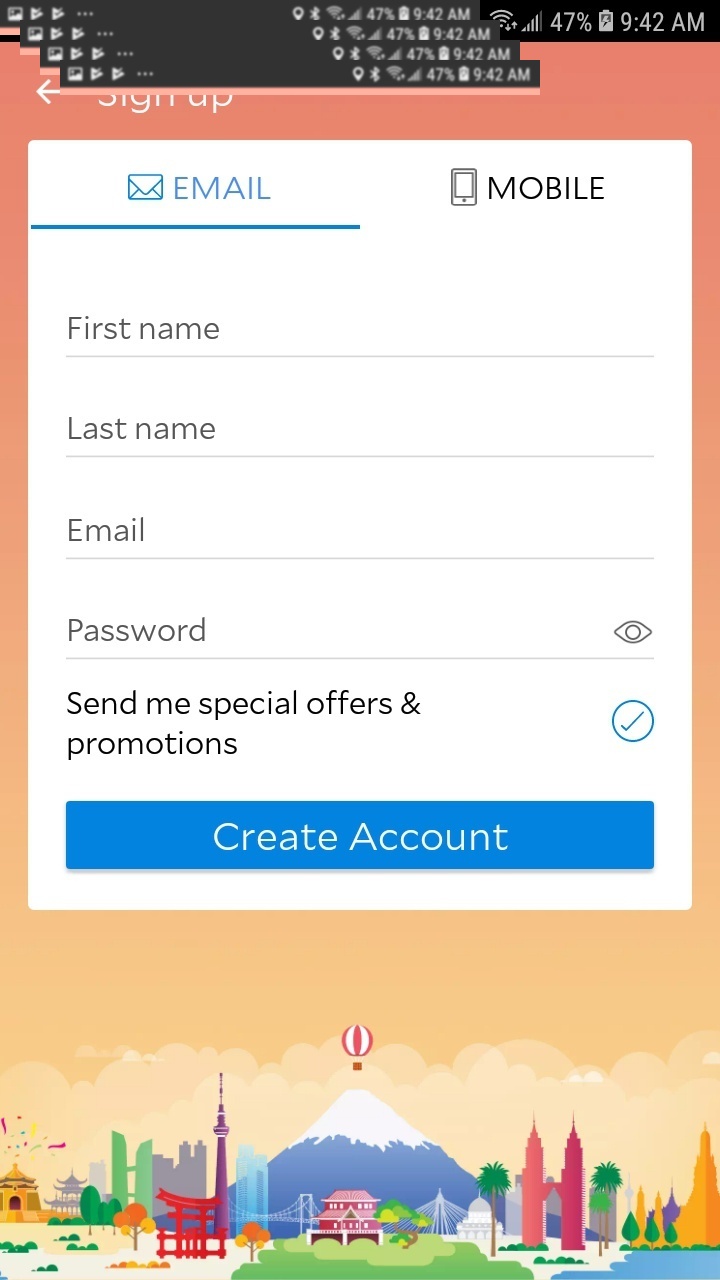 47% 9:42 AM
47% 9:42 AM
47% 9:42 AM
47% 9:42 AM
47% 9:42 AM
Sign up
EMAIL
MOBILE
First name
Last name
Email
Password
Send me special offers &
promotions
Create Account